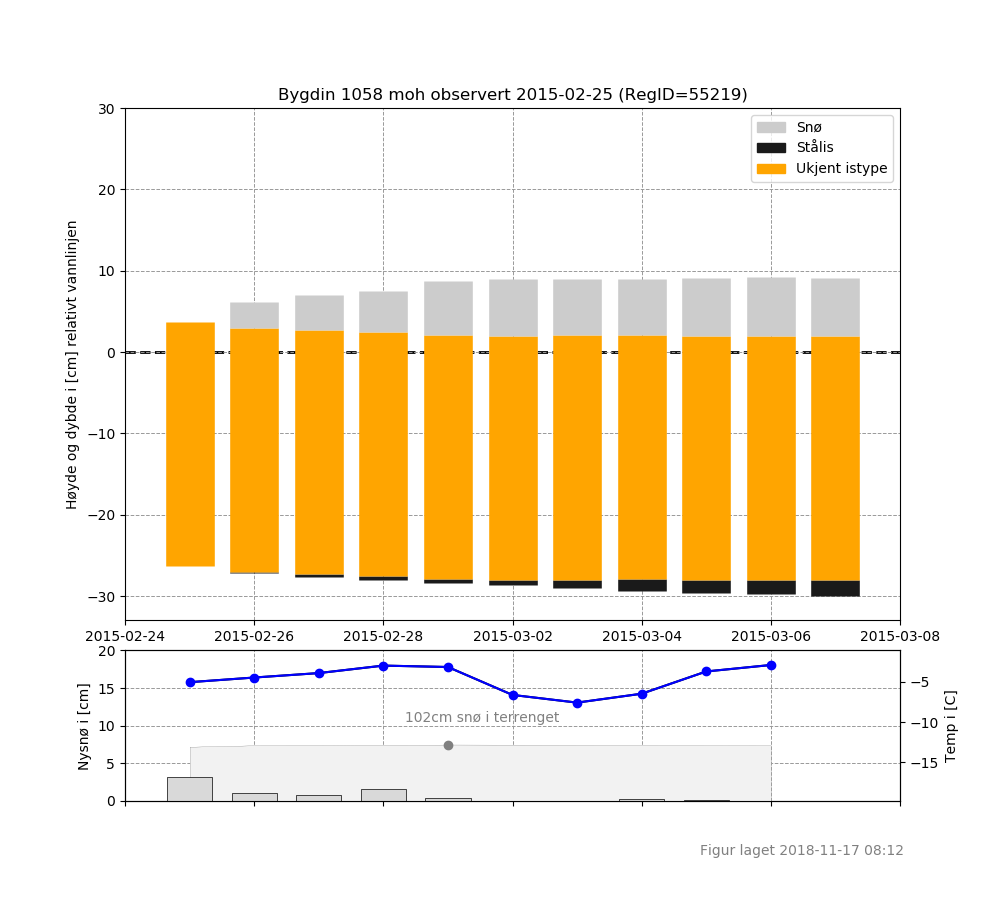 Bygdin 1058 moh observert 2015-02-25 (RegID=55219)
Høyde og dybde i [cm] relativt vannlinjen
30
20
10
0
−10
−20
−30
Snø
Stålis
Ukjent istype
2015-02-24 2015-02-26 2015-02-28 2015-03-02 2015-03-04 2015-03-06 2015-03-08
Nysnø i [cm]
20
15
10
5
0
102cm snø i terrenget
−5
−10
−15
Temp i [C]
Figur laget 2018-11-17 08:12